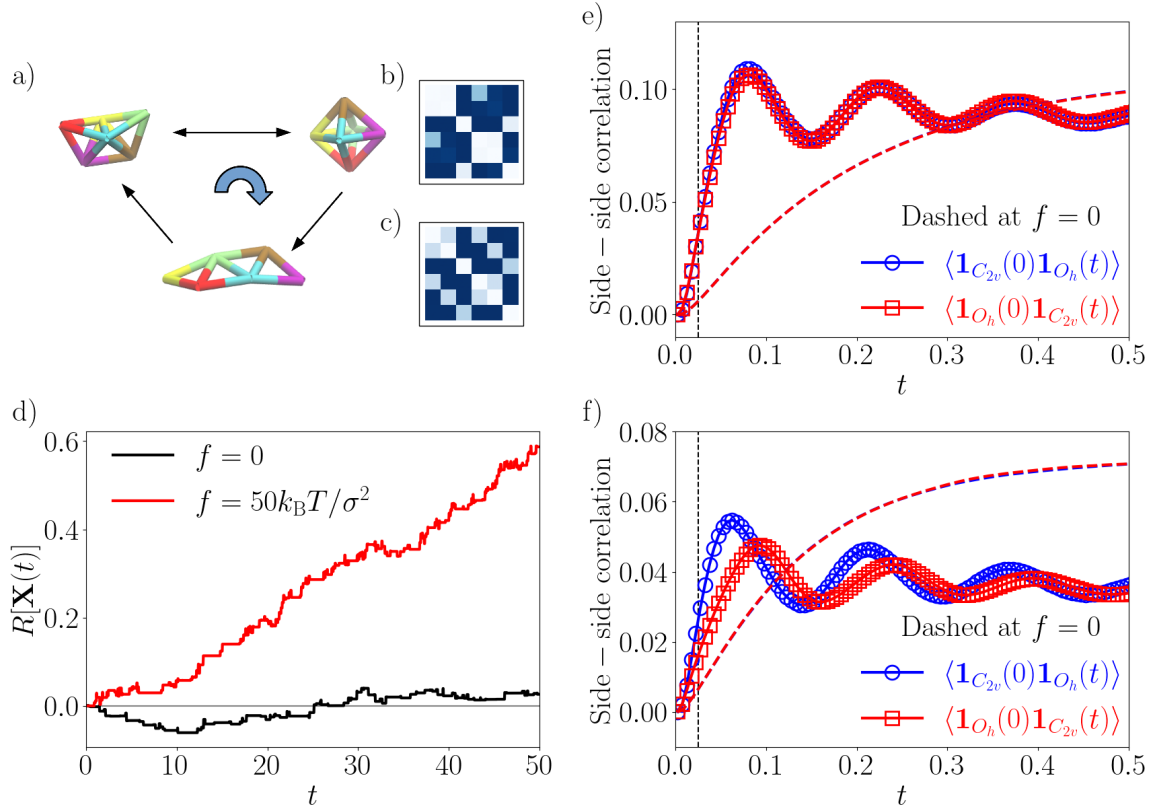 a)
b)
c)
d)
0.6
0.4
0.2
0.0
R[X(t)]
f = 0
f = 50k_BT/σ^2
0
10
20
30
40
50
t
e)
0.10
0.05
0.00
Side − side correlation
Dashed at f = 0
⟨1_{C_{2v}}(0)1_{O_h}(t)⟩
⟨1_{O_h}(0)1_{C_{2v}}(t)⟩
0.0
0.1
0.2
0.3
0.4
0.5
t
f)
0.08
0.06
0.04
0.02
0.00
Side − side correlation
Dashed at f = 0
⟨1_{C_{2v}}(0)1_{O_h}(t)⟩
⟨1_{O_h}(0)1_{C_{2v}}(t)⟩
0.0
0.1
0.2
0.3
0.4
0.5
t